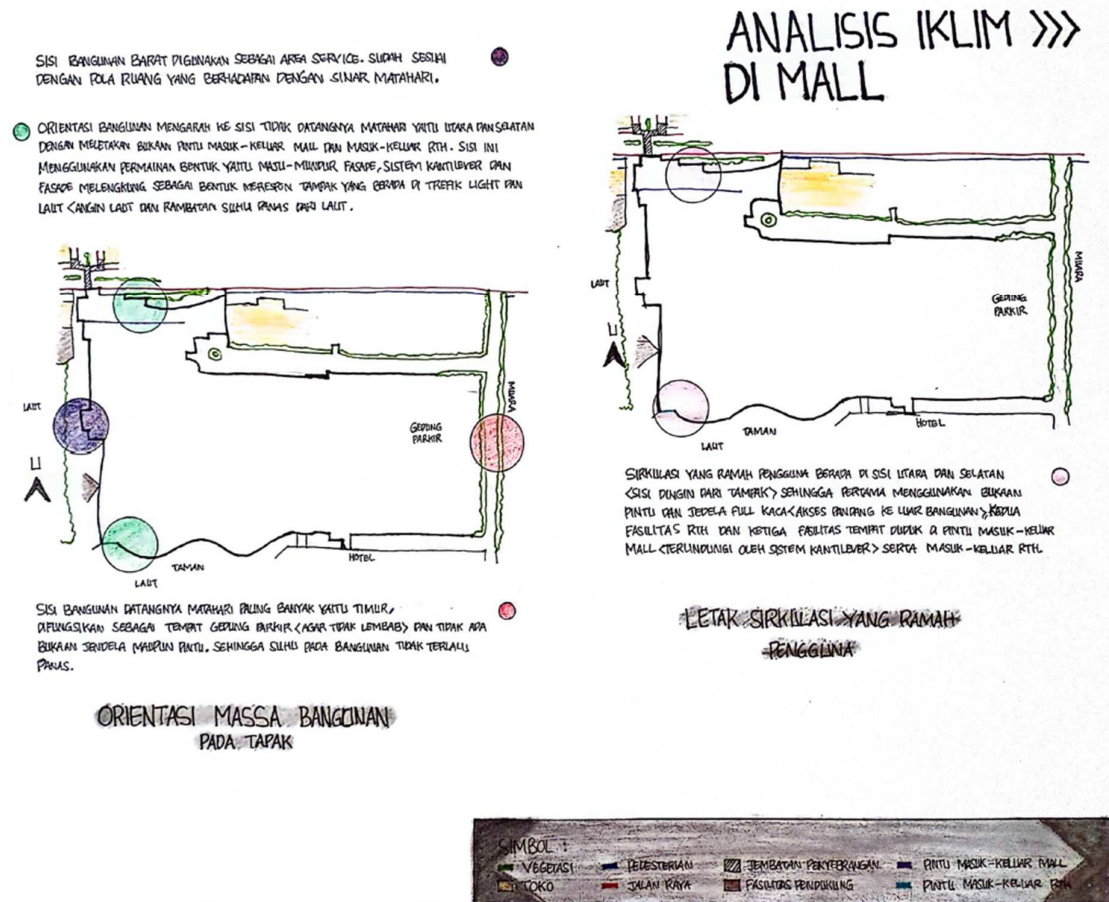 ANALISIS IKLIM >>>
DI MALL
SISI BANGUNAN BARAT DIGUNAKAN SEBAGAI AREA SERVICE. SUDAH SESUAI
DENGAN POLA RUANG YANG BERHADAPAN DENGAN SINAR MATAHARI.
ORIENTASI BANGUNAN MENGARAH KE SISI TIDAK DATANGNYA MATAHARI YAITU UTARA DAN SELATAN
DENGAN MELETAKAN BUKAAN PINTU MASUK-KELUAR MALL DAN MASUK-KELUAR RTH. SISI INI
MENGGUNAKAN PERMAINAN BENTUK YAITU MAJU-MUNDUR FASADE, SISTEM KANTILEVER DAN
FASADE MELENGKUNG SEBAGAI BENTUK MERESPON TAMPAK YANG BERADA DI TREFIK LIGHT DAN
LAUT <ANGIN LAUT DAN RAMBATAN SUHU PANAS DARI LAUT.
LAUT
U
GEDUNG
PARKIR
MUARA
TAMAN
HOTEL
LAUT
SISI BANGUNAN DATANGNYA MATAHARI PALING BANYAK YAITU TIMUR,
DIFUNGSIKAN SEBAGAI TEMPAT GEDUNG PARKIR <AGAR TIDAK LEMBAB> DAN TIDAK ADA
BUKAAN JENDELA MAUPUN PINTU. SEHINGGA SUHU PADA BANGUNAN TIDAK TERLALU
PANAS.
ORIENTASI MASSA BANGUNAN
PADA TAPAK
LAUT
U
GEDUNG
PARKIR
MUARA
TAMAN
HOTEL
LAUT
SIRKULASI YANG RAMAH PENGGUNA BERADA DI SISI UTARA DAN SELATAN
<SISI DINGIN DARI TAMPAK> SEHINGGA PERTAMA MENGGUNAKAN BUKAAN
PINTU DAN JEDELA FULL KACA <AKSES PANDANG KE LUAR BANGUNAN>, KEDUA
FASILITAS RTH DAN KETIGA FASILITAS TEMPAT DUDUK D PINTU MASUK-KELUAR
MALL <TERLINDUNGI OLEH SISTEM KANTILEVER> SERTA MASUK-KELUAR RTH.
LETAK SIRKULASI YANG RAMAH
PENGGUNA
SIMBOL :
VEGETASI PEDESTERIAN JEMBATAN PENYEBRANGAN PINTU MASUK-KELUAR MALL
TOKO JALAN RAYA FASILITAS PENDUKUNG PINTU MASUK-KELUAR RTH